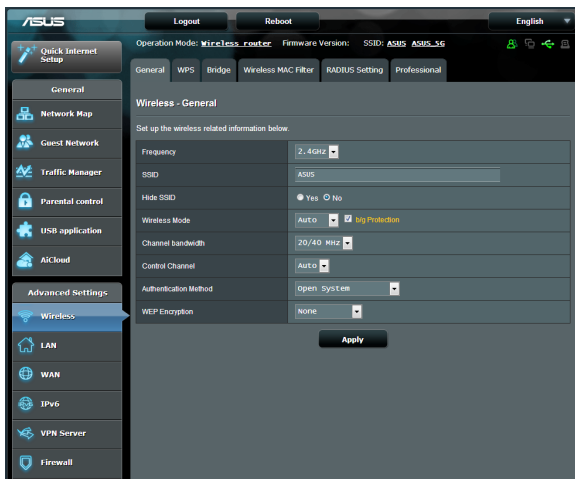 ASUS
Logout
Reboot
English
Quick Internet
Setup
Operation Mode: Wireless router Firmware Version: SSID: ASUS ASUS_5G
General WPS Bridge Wireless MAC Filter RADIUS Setting Professional
General
Network Map
Guest Network
Traffic Manager
Parental control
USB application
AiCloud
Advanced Settings
Wireless
LAN
WAN
IPv6
VPN Server
Firewall
Wireless - General
Set up the wireless related information below.
Frequency 2.4GHz
SSID ASUS
Hide SSID Yes No
Wireless Mode Auto b/g Protection
Channel bandwidth 20/40 MHz
Control Channel Auto
Authentication Method Open System
WEP Encryption None
Apply